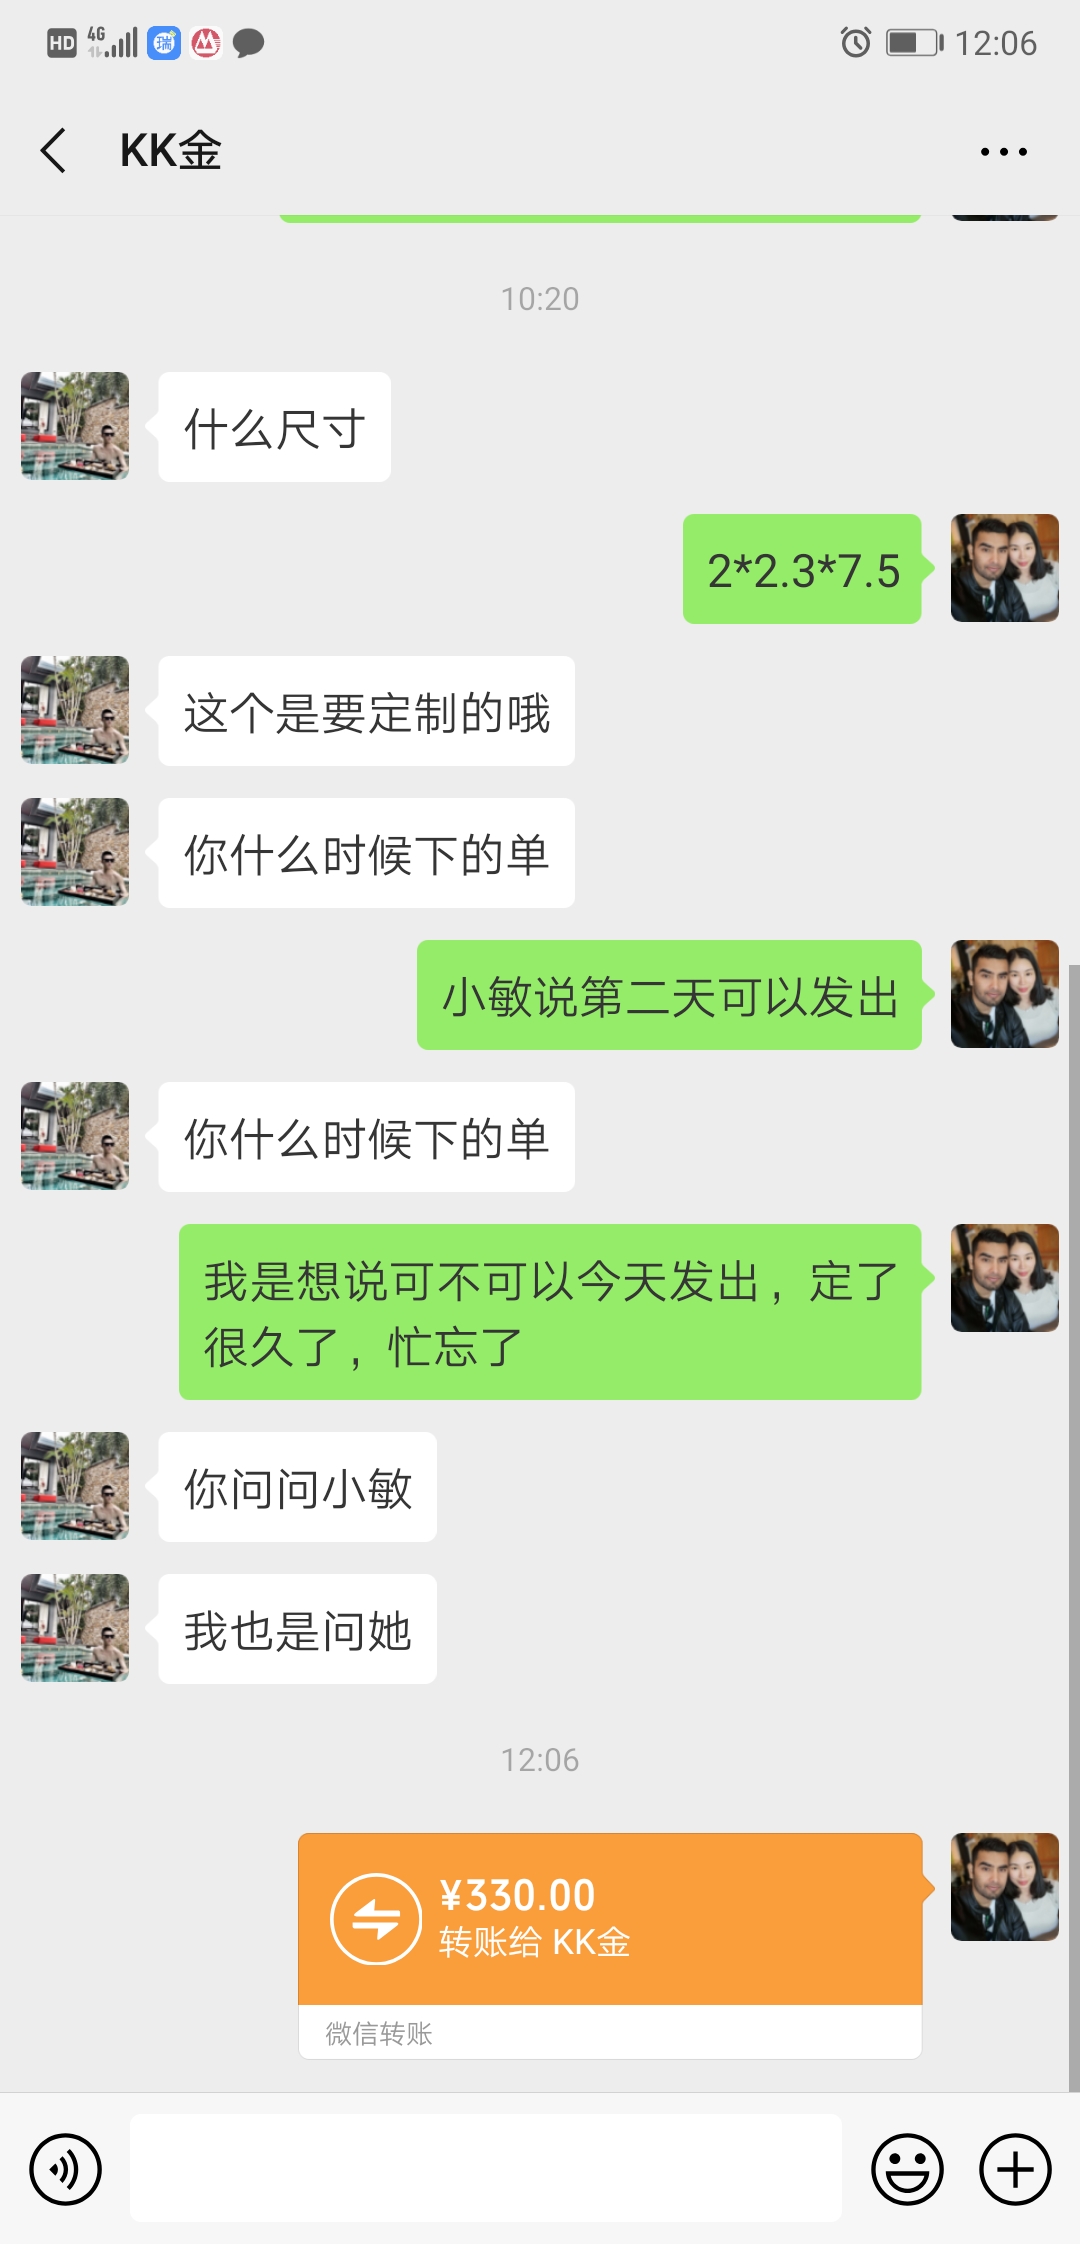 HD 4G 瑞 12:06
KK金
10:20
什么尺寸
2*2.3*7.5
这个是要定制的哦
你什么时候下的单
小敏说第二天可以发出
你什么时候下的单
我是想说可不可以今天发出，定了
很久了，忙忘了
你问问小敏
我也是问她
12:06
¥330.00
转账给 KK金
微信转账